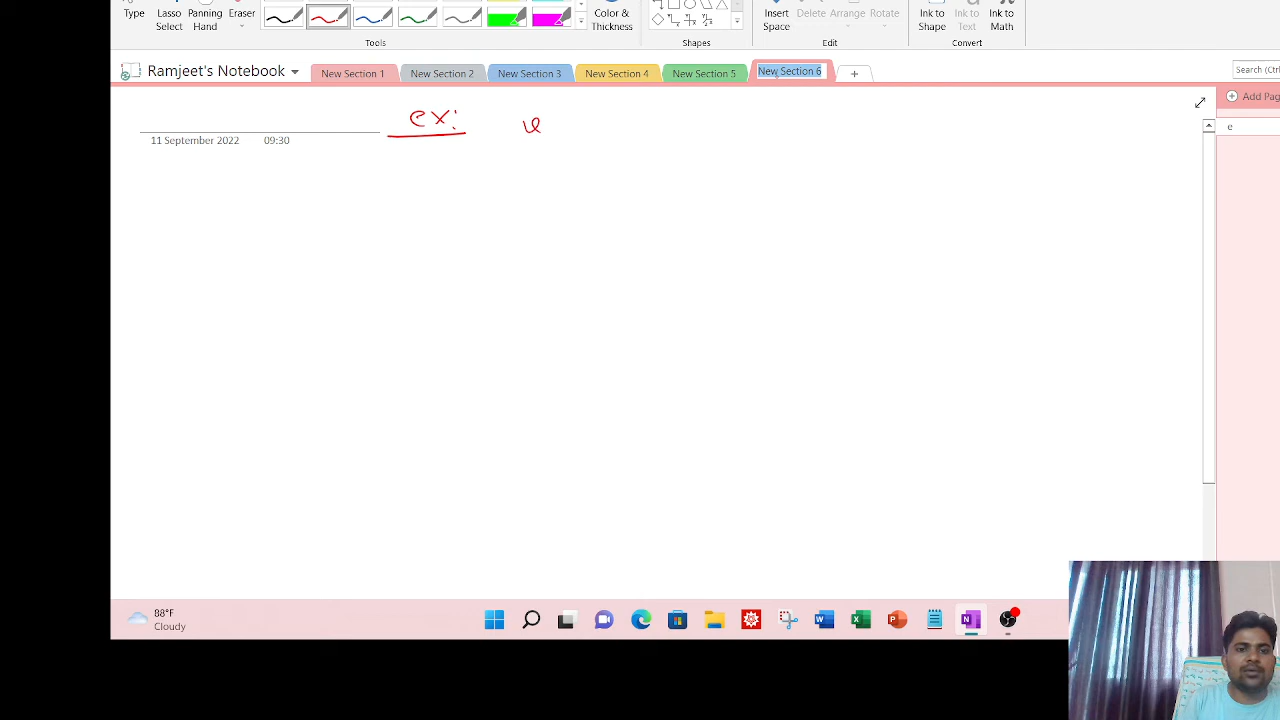 Type
Lasso Select
Panning Hand
Eraser
Color & Thickness
Insert Space
Delete
Arrange
Rotate
Ink to Shape
Ink to Text
Ink to Math
Tools
Shapes
Edit
Convert
Ramjeet's Notebook
New Section 1
New Section 2
New Section 3
New Section 4
New Section 5
New Section 6
Search (Ctr
Add Pag
ex:
11 September 2022 09:30
e
88°F
Cloudy